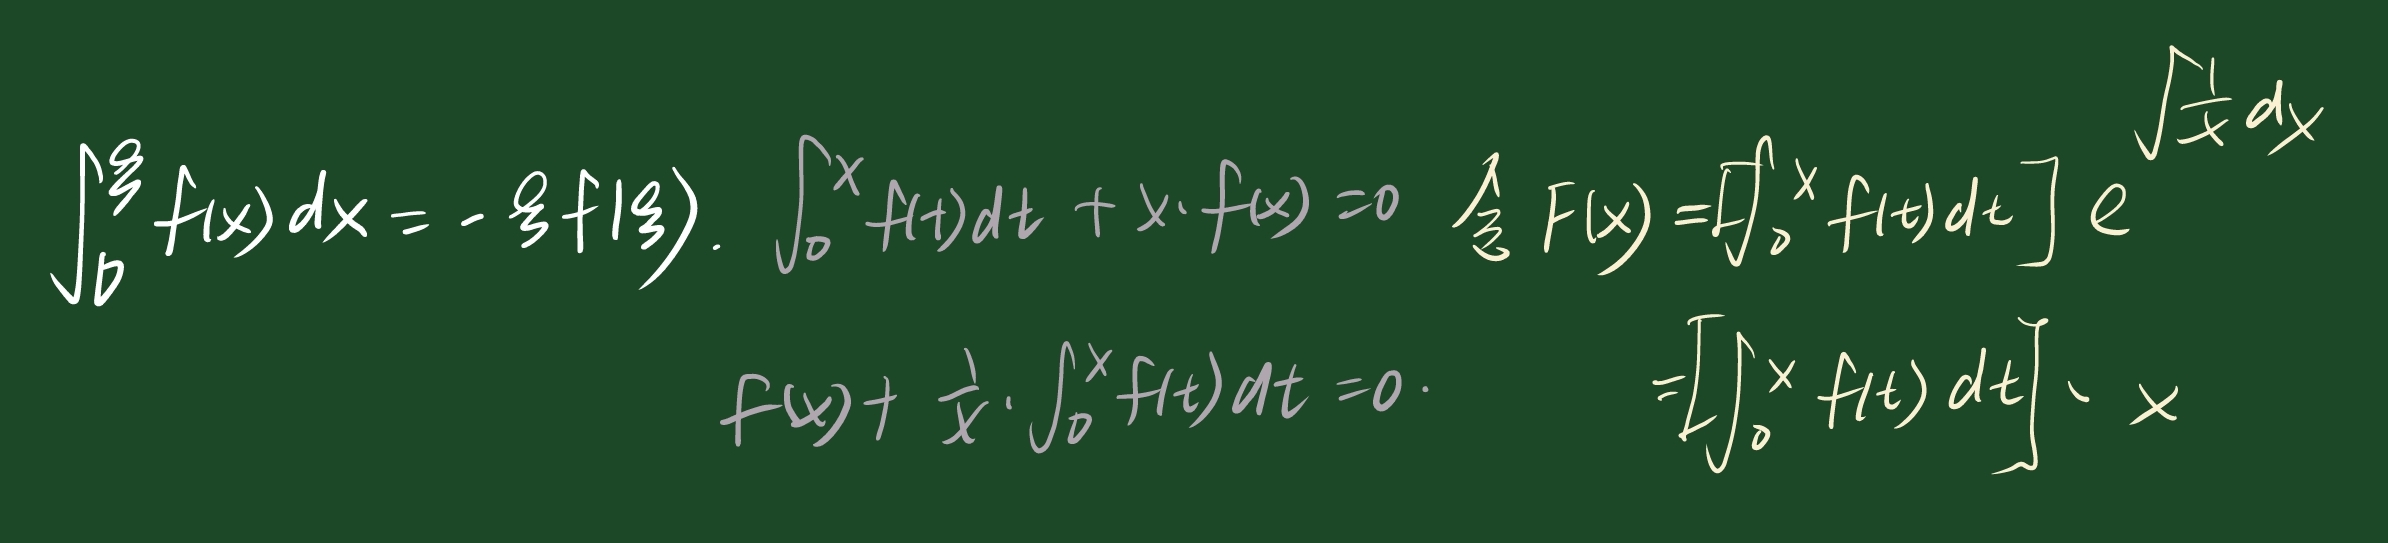 ∫₀^ξ f(x)dx = -ξf(ξ). ∫₀^x f(t)dt + x·f(x) = 0 令 F(x) = [∫₀^x f(t)dt] e^{∫ 1/x dx}
f(x) + 1/x · ∫₀^x f(t)dt = 0. = [∫₀^x f(t)dt] · x